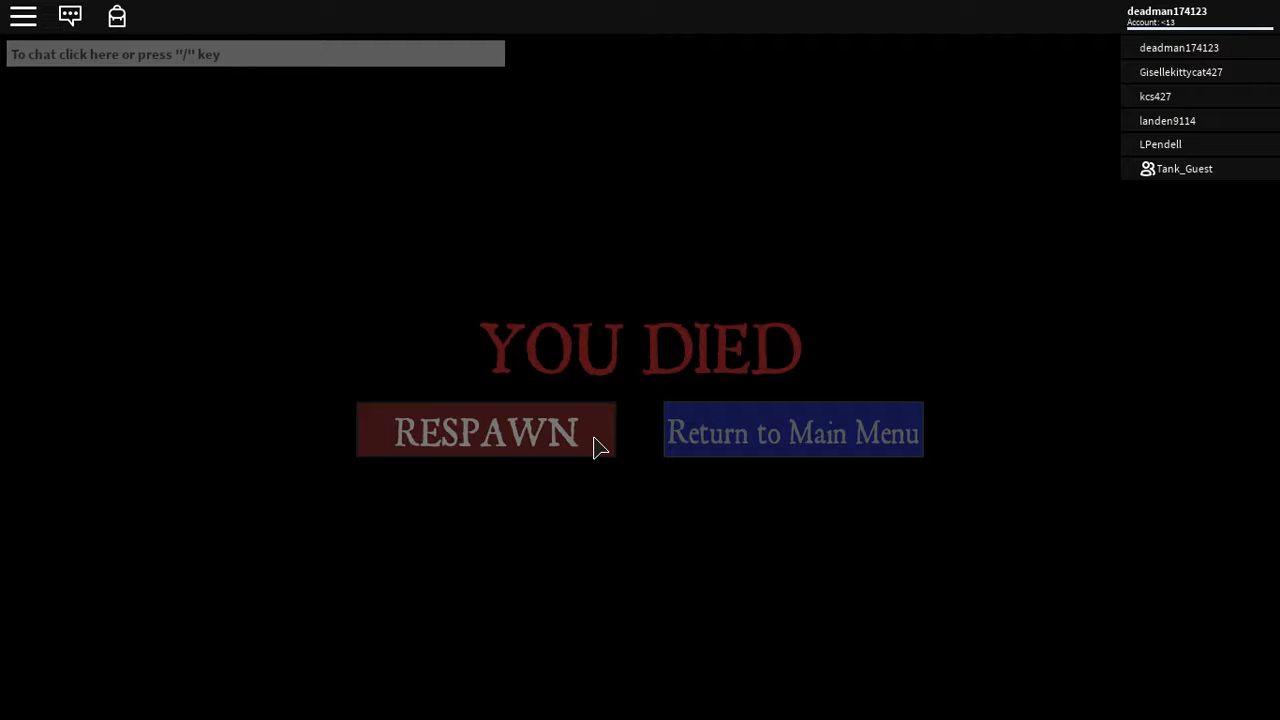 deadman174123
Account: <13
To chat click here or press "/" key
deadman174123
Gisellekittycat427
kcs427
landen9114
LPendell
Tank_Guest
YOU DIED
RESPAWN
Return to Main Menu